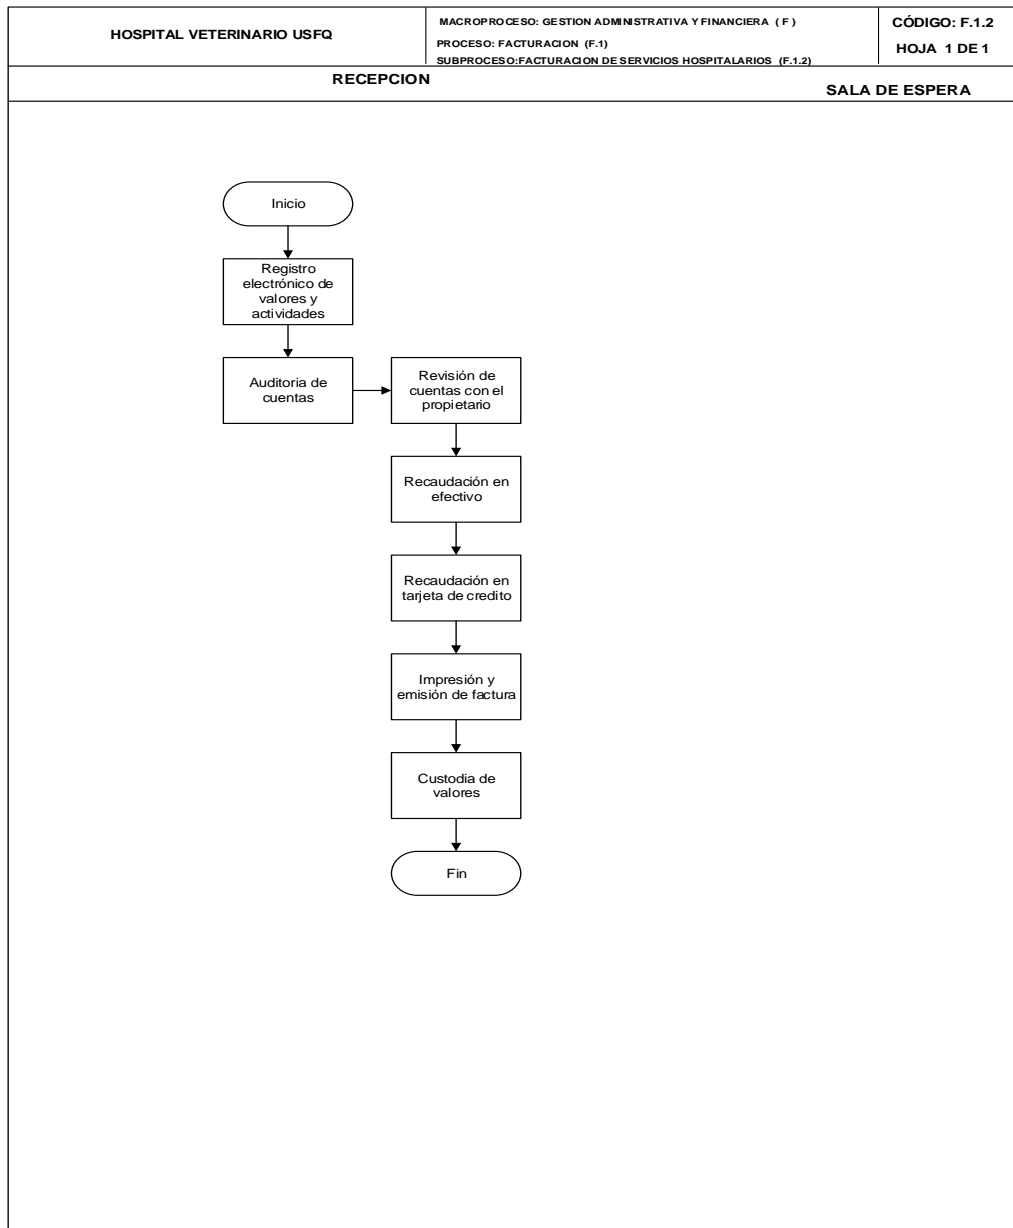 HOSPITAL VETERINARIO USFQ
MACROPROCESO: GESTION ADMINISTRATIVA Y FINANCIERA ( F )
PROCESO: FACTURACION (F.1)
SUBPROCESO:FACTURACION DE SERVICIOS HOSPITALARIOS (F.1.2)
CÓDIGO: F.1.2
HOJA 1 DE 1
RECEPCION
SALA DE ESPERA
Inicio
Registro
electrónico de
valores y
actividades
Auditoria de
cuentas
Revisión de
cuentas con el
propietario
Recaudación en
efectivo
Recaudación en
tarjeta de credito
Impresión y
emisión de factura
Custodia de
valores
Fin